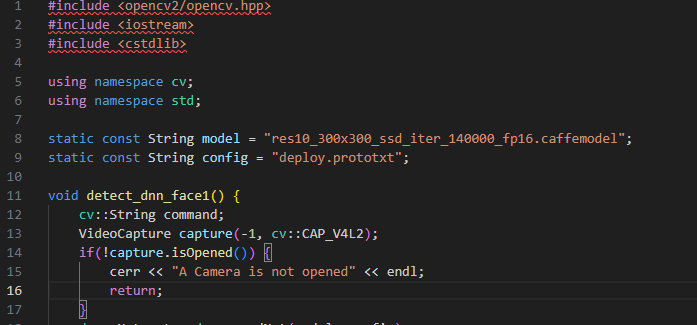 1 #include <opencv2/opencv.hpp>
2 #include <iostream>
3 #include <cstdlib>
4
5 using namespace cv;
6 using namespace std;
7
8 static const String model = "res10_300x300_ssd_iter_140000_fp16.caffemodel";
9 static const String config = "deploy.prototxt";
10
11 void detect_dnn_face1() {
12     cv::String command;
13     VideoCapture capture(-1, cv::CAP_V4L2);
14     if(!capture.isOpened()) {
15         cerr << "A Camera is not opened" << endl;
16         return;
17     }